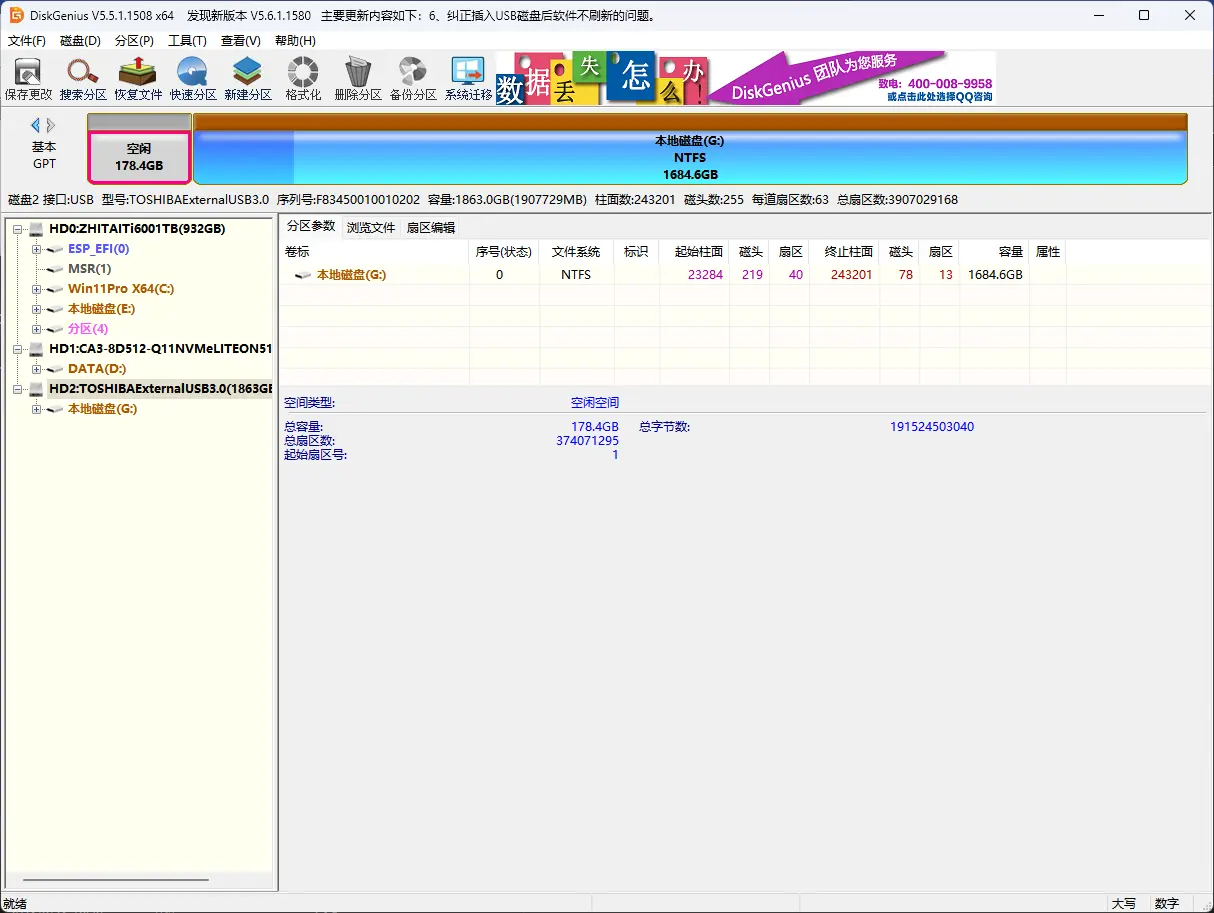 DiskGenius V5.5.1.1508 x64 发现新版本 V5.6.1.1580 主要更新内容如下：6、纠正插入USB磁盘后软件不刷新的问题。
文件(F) 磁盘(D) 分区(P) 工具(T) 查看(V) 帮助(H)
保存更改 搜索分区 恢复文件 快速分区 新建分区 格式化 删除分区 备份分区 系统迁移
数据丢失怎么办！
DiskGenius 团队为您服务
致电：400-008-9958
或点击此处选择QQ咨询
基本
GPT
空闲
178.4GB
本地磁盘(G:)
NTFS
1684.6GB
磁盘2 接口:USB 型号:TOSHIBAExternalUSB3.0 序列号:F83450010010202 容量:1863.0GB(1907729MB) 柱面数:243201 磁头数:255 每道扇区数:63 总扇区数:3907029168
HD0:ZHITAITi6001TB(932GB)
ESP_EFI(0)
MSR(1)
Win11Pro X64(C:)
本地磁盘(E:)
分区(4)
HD1:CA3-8D512-Q11NVMeLITEON51
DATA(D:)
HD2:TOSHIBAExternalUSB3.0(1863GB
本地磁盘(G:)
分区参数 浏览文件 扇区编辑
卷标 序号(状态) 文件系统 标识 起始柱面 磁头 扇区 终止柱面 磁头 扇区 容量 属性
本地磁盘(G:) 0 NTFS 23284 219 40 243201 78 13 1684.6GB
空间类型: 空闲空间
总容量: 178.4GB 总字节数: 191524503040
总扇区数: 374071295
起始扇区号: 1
就绪 大写 数字